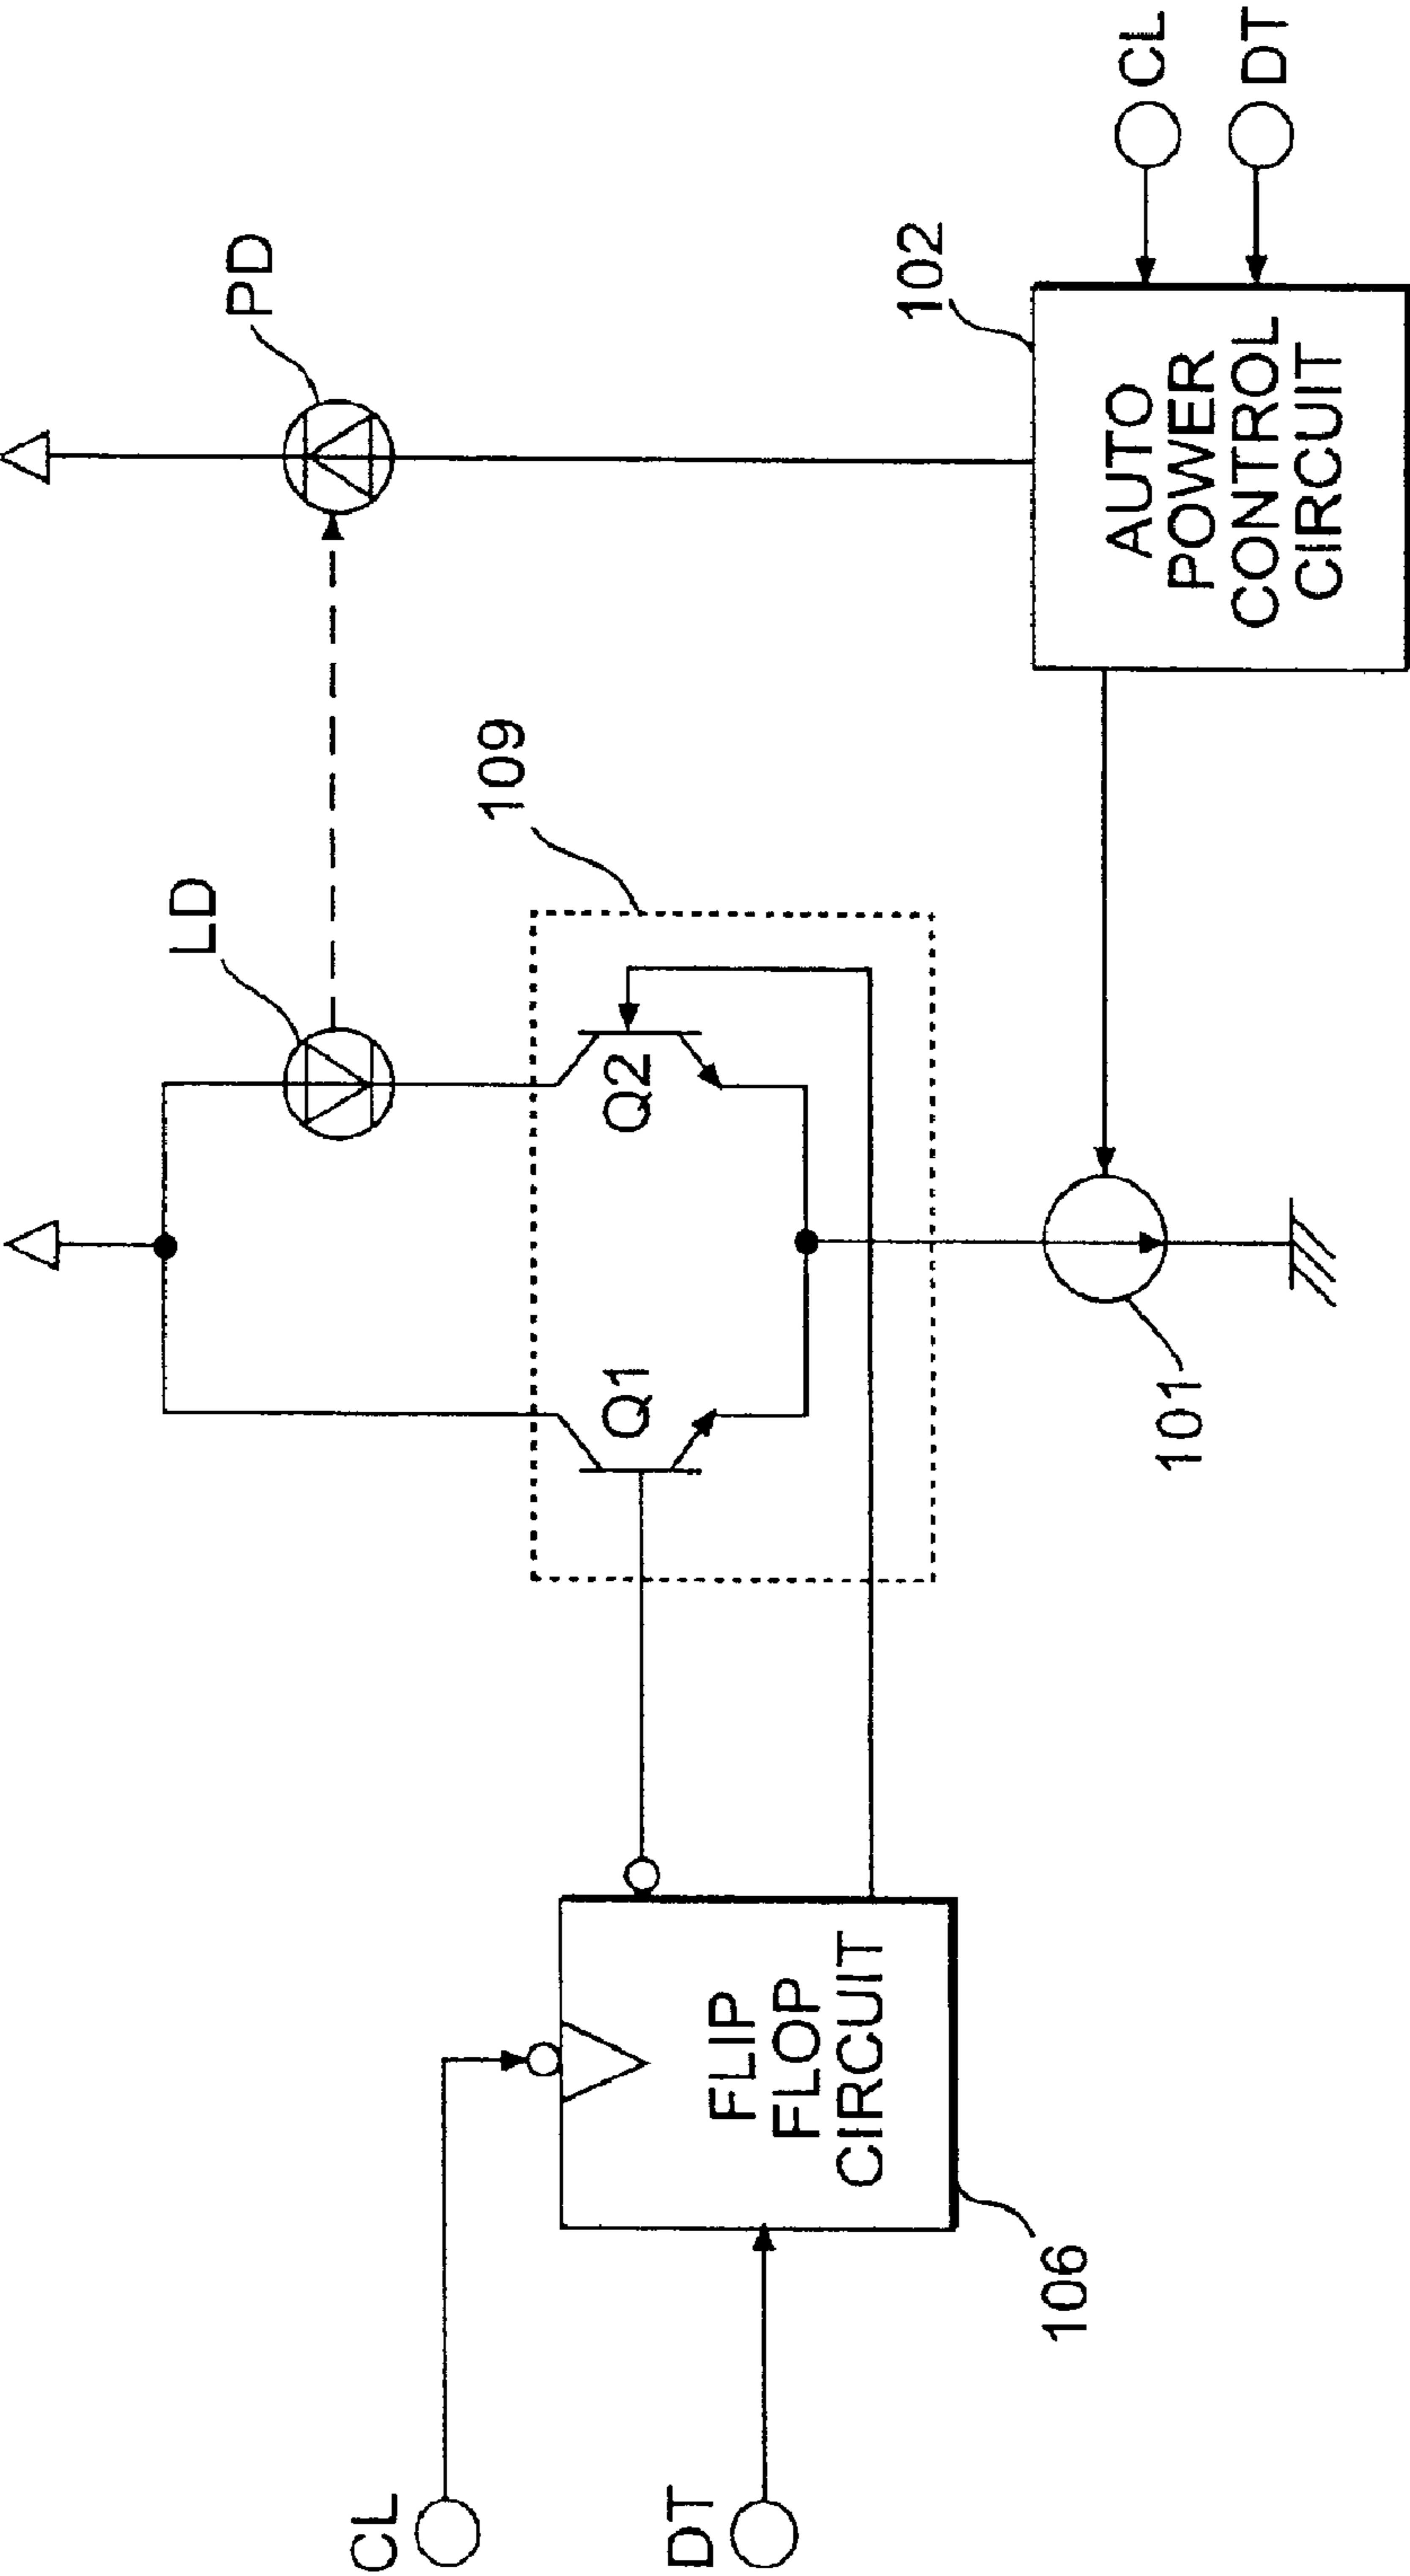 CL
DT
FLIP
FLOP
CIRCUIT
106
Q1
Q2
109
LD
PD
101
102
AUTO
POWER
CONTROL
CIRCUIT
CL
DT